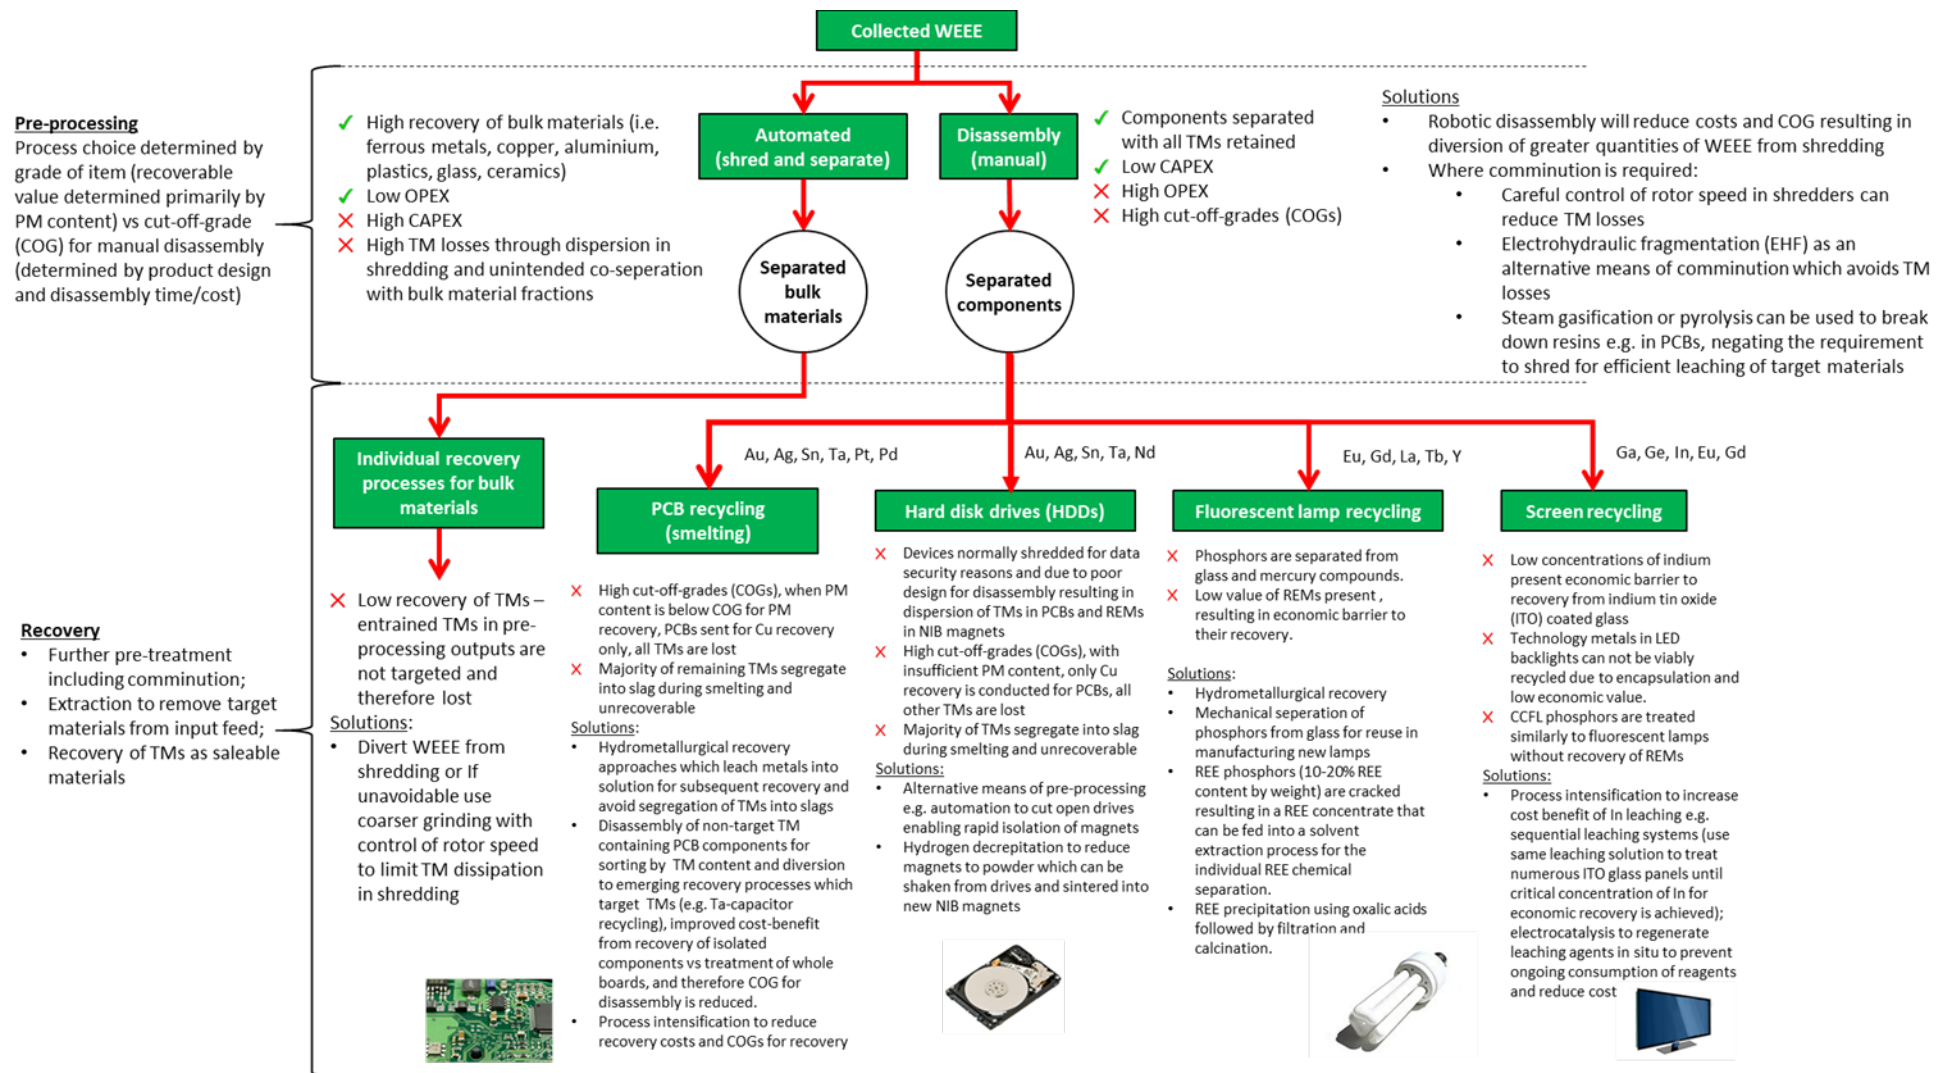 Collected WEEE
Pre-processing
Process choice determined by
grade of item (recoverable
value determined primarily by
PM content) vs cut-off-grade
(COG) for manual disassembly
(determined by product design
and disassembly time/cost)
High recovery of bulk materials (i.e.
ferrous metals, copper, aluminium,
plastics, glass, ceramics)
Low OPEX
High CAPEX
High TM losses through dispersion in
shredding and unintended co-seperation
with bulk material fractions
Automated
(shred and separate)
Disassembly
(manual)
Components separated
with all TMs retained
Low CAPEX
High OPEX
High cut-off-grades (COGs)
Solutions
• Robotic disassembly will reduce costs and COG resulting in
diversion of greater quantities of WEEE from shredding
• Where comminution is required:
• Careful control of rotor speed in shredders can
reduce TM losses
• Electrohydraulic fragmentation (EHF) as an
alternative means of comminution which avoids TM
losses
• Steam gasification or pyrolysis can be used to break
down resins e.g. in PCBs, negating the requirement
to shred for efficient leaching of target materials
Separated
bulk
materials
Separated
components
Recovery
• Further pre-treatment
including comminution;
• Extraction to remove target
materials from input feed;
• Recovery of TMs as saleable
materials
Individual recovery
processes for bulk
materials
Low recovery of TMs –
entrained TMs in pre-
processing outputs are
not targeted and
therefore lost
Solutions:
• Divert WEEE from
shredding or If
unavoidable use
coarser grinding with
control of rotor speed
to limit TM dissipation
in shredding
Au, Ag, Sn, Ta, Pt, Pd
PCB recycling
(smelting)
High cut-off-grades (COGs), when PM
content is below COG for PM
recovery, PCBs sent for Cu recovery
only, all TMs are lost
Majority of remaining TMs segregate
into slag during smelting and
unrecoverable
Solutions:
• Hydrometallurgical recovery
approaches which leach metals into
solution for subsequent recovery and
avoid segregation of TMs into slags
• Disassembly of non-target TM
containing PCB components for
sorting by TM content and diversion
to emerging recovery processes which
target TMs (e.g. Ta-capacitor
recycling), improved cost-benefit
from recovery of isolated
components vs treatment of whole
boards, and therefore COG for
disassembly is reduced.
• Process intensification to reduce
recovery costs and COGs for recovery
Au, Ag, Sn, Ta, Nd
Hard disk drives (HDDs)
Devices normally shredded for data
security reasons and due to poor
design for disassembly resulting in
dispersion of TMs in PCBs and REMs
in NIB magnets
High cut-off-grades (COGs), with
insufficient PM content, only Cu
recovery is conducted for PCBs, all
other TMs are lost
Majority of TMs segregate into slag
during smelting and unrecoverable
Solutions:
• Alternative means of pre-processing
e.g. automation to cut open drives
enabling rapid isolation of magnets
• Hydrogen decrepitation to reduce
magnets to powder which can be
shaken from drives and sintered into
new NIB magnets
Eu, Gd, La, Tb, Y
Fluorescent lamp recycling
Phosphors are separated from
glass and mercury compounds.
Low value of REMs present ,
resulting in economic barrier to
their recovery.
Solutions:
• Hydrometallurgical recovery
• Mechanical seperation of
phosphors from glass for reuse in
manufacturing new lamps
• REE phosphors (10-20% REE
content by weight) are cracked
resulting in a REE concentrate that
can be fed into a solvent
extraction process for the
individual REE chemical
separation.
• REE precipitation using oxalic acids
followed by filtration and
calcination.
Ga, Ge, In, Eu, Gd
Screen recycling
Low concentrations of indium
present economic barrier to
recovery from indium tin oxide
(ITO) coated glass
Technology metals in LED
backlights can not be viably
recycled due to encapsulation and
low economic value.
CCFL phosphors are treated
similarly to fluorescent lamps
without recovery of REMs
Solutions:
• Process intensification to increase
cost benefit of In leaching e.g.
sequential leaching systems (use
same leaching solution to treat
numerous ITO glass panels until
critical concentration of In for
economic recovery is achieved);
electrocatalysis to regenerate
leaching agents in situ to prevent
ongoing consumption of reagents
and reduce cost